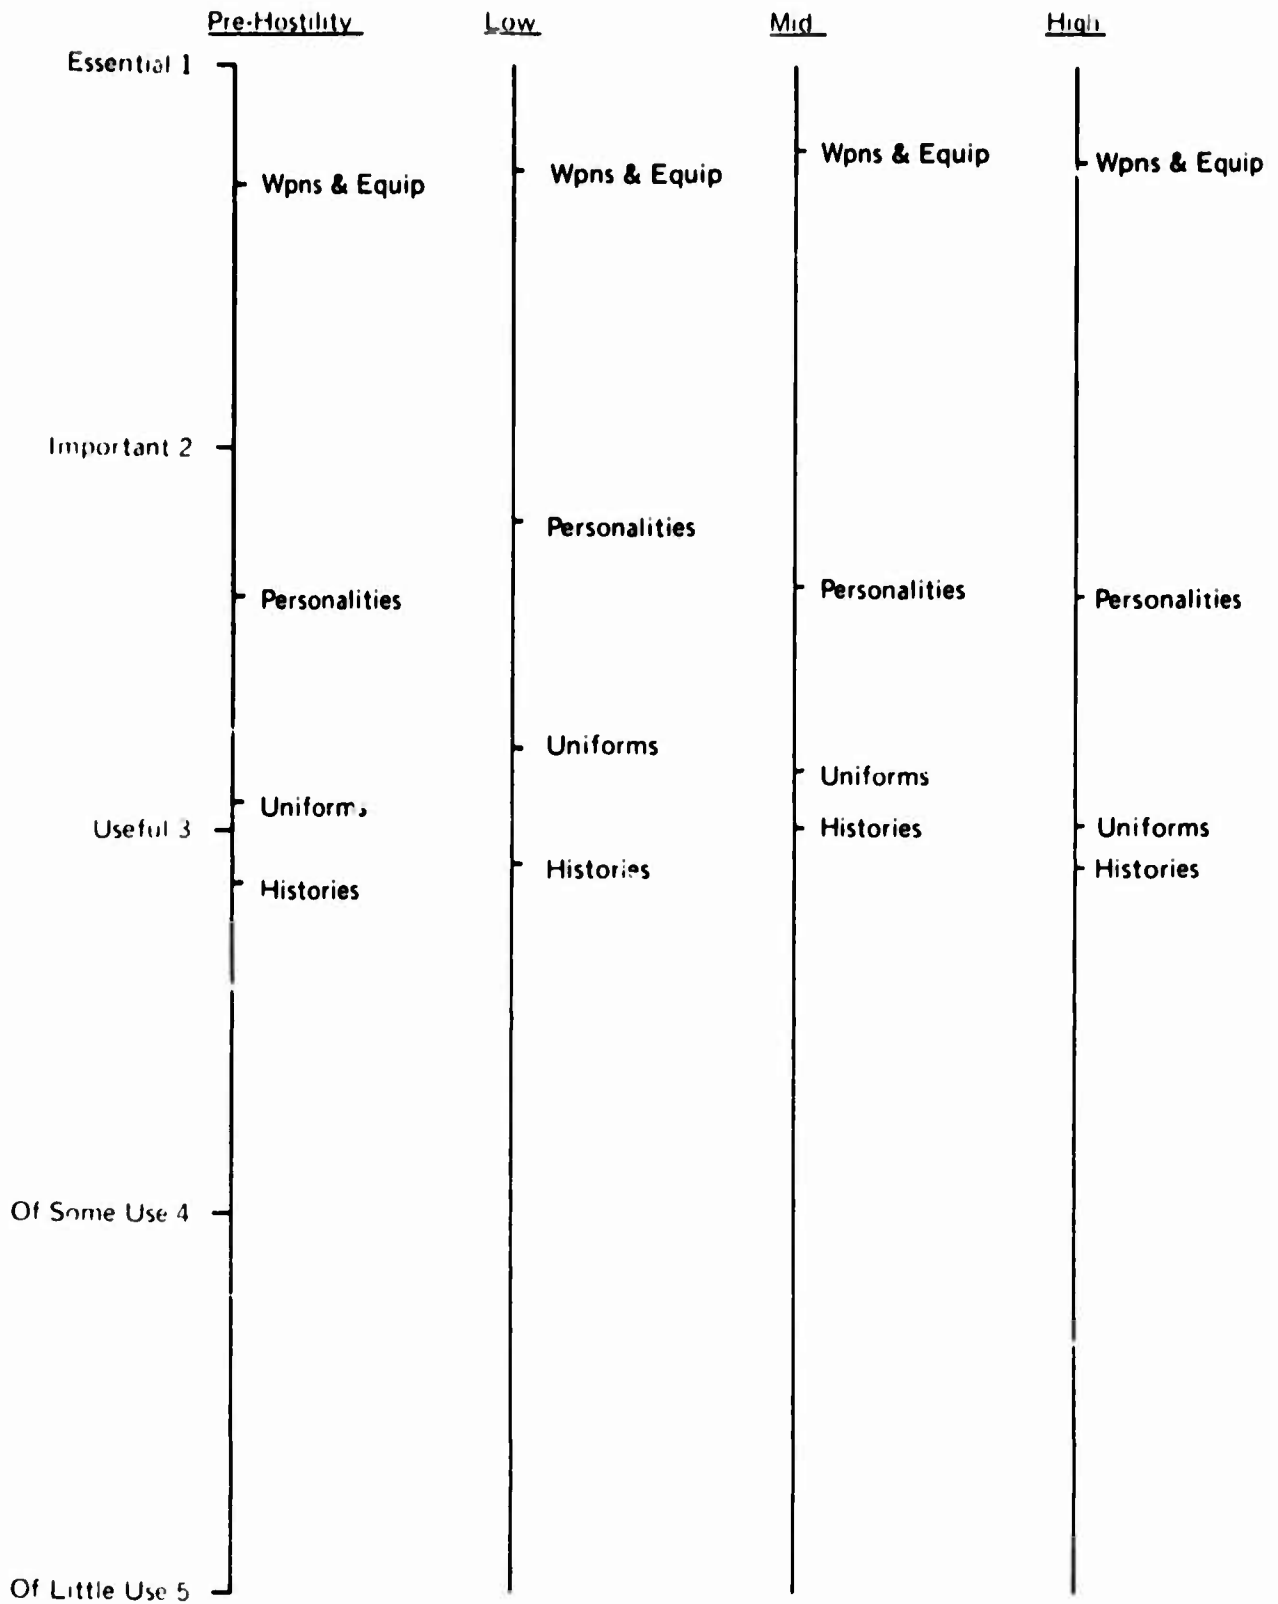 Pre-Hostility Low Mid High
Essential 1
Wpns & Equip
Wpns & Equip
Wpns & Equip
Wpns & Equip
Important 2
Personalities
Personalities
Personalities
Personalities
Uniforms
Uniforms
Uniforms
Useful 3
Histories
Uniforms
Histories
Histories
Histories
Of Some Use 4
Of Little Use 5